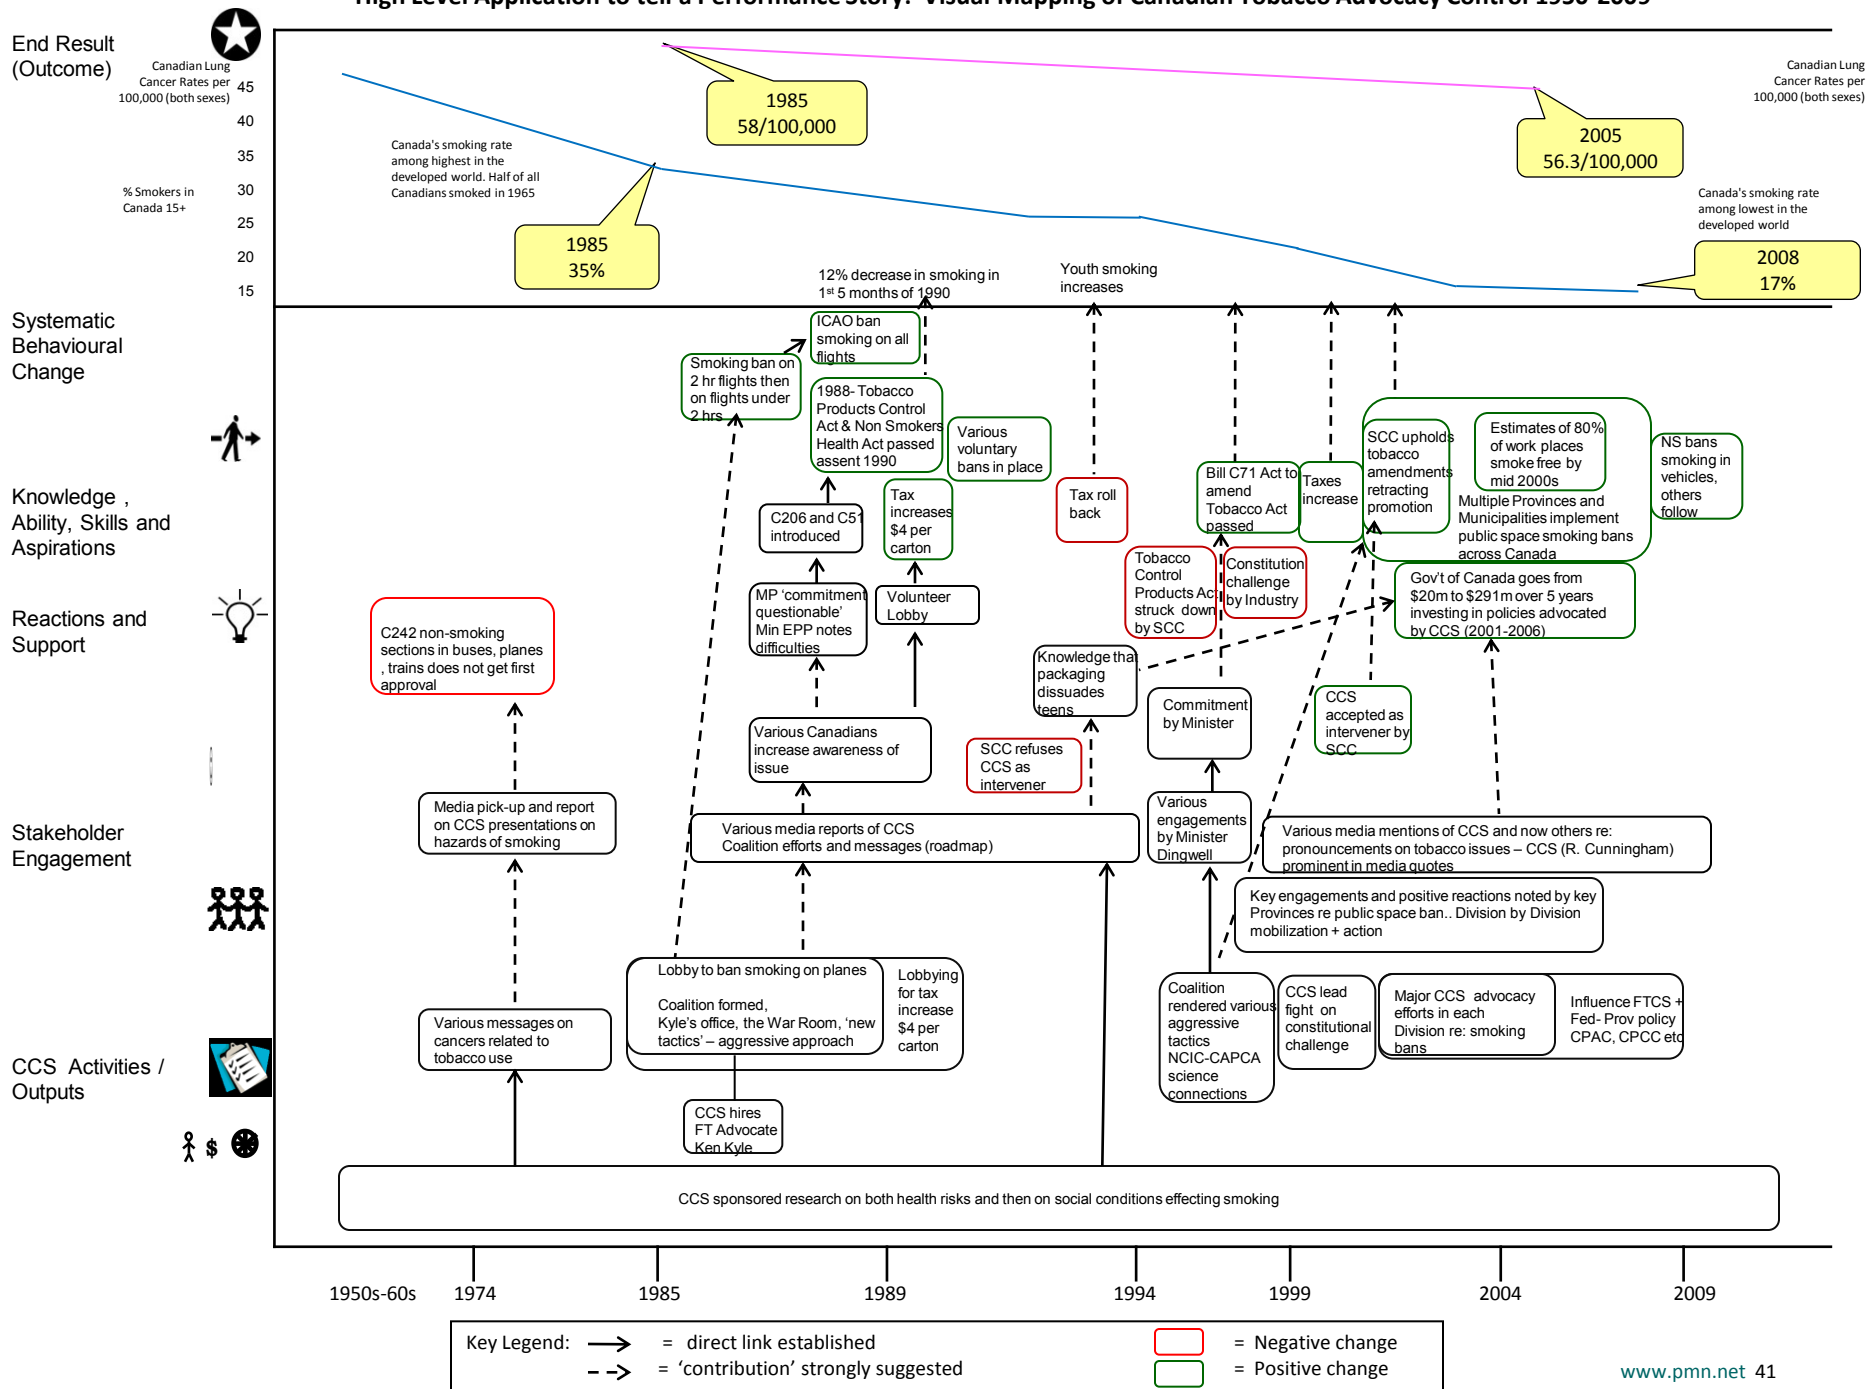 High Level Application to tell a Performance Story: Visual Mapping of Canadian Tobacco Advocacy Control 1950-2009
End Result
(Outcome)
Canadian Lung
Cancer Rates per
100,000 (both sexes)
45
40
35
30
25
20
15
% Smokers in
Canada 15+
Canada's smoking rate
among highest in the
developed world. Half of all
Canadians smoked in 1965
1985
58/100,000
1985
35%
2005
56.3/100,000
Canadian Lung
Cancer Rates per
100,000 (both sexes)
Canada's smoking rate
among lowest in the
developed world
2008
17%
12% decrease in smoking in
1st 5 months of 1990
Youth smoking
increases
Systematic
Behavioural
Change
ICAO ban
smoking on all
flights
Smoking ban on
2 hr flights then
on flights under
2 hrs
1988- Tobacco
Products Control
Act & Non Smokers
Health Act passed
assent 1990
Various
voluntary
bans in place
Tax roll
back
Bill C71 Act to
amend
Tobacco Act
passed
Taxes
increase
SCC upholds
tobacco
amendments
retracting
promotion
Estimates of 80%
of work places
smoke free by
mid 2000s
Multiple Provinces and
Municipalities implement
public space smoking bans
across Canada
NS bans
smoking in
vehicles,
others
follow
Knowledge ,
Ability, Skills and
Aspirations
C206 and C51
introduced
Tax
increases
$4 per
carton
Tobacco
Control
Products Act
struck down
by SCC
Constitution
challenge
by Industry
Gov't of Canada goes from
$20m to $291m over 5 years
investing in policies advocated
by CCS (2001-2006)
Reactions and
Support
C242 non-smoking
sections in buses, planes
, trains does not get first
approval
MP ‘commitment
questionable’
Min EPP notes
difficulties
Volunteer
Lobby
Knowledge that
packaging
dissuades
teens
Commitment
by Minister
CCS
accepted as
intervener by
SCC
Various Canadians
increase awareness of
issue
SCC refuses
CCS as
intervener
Stakeholder
Engagement
Media pick-up and report
on CCS presentations on
hazards of smoking
Various media reports of CCS
Coalition efforts and messages (roadmap)
Various
engagements
by Minister
Dingwell
Various media mentions of CCS and now others re:
pronouncements on tobacco issues – CCS (R. Cunningham)
prominent in media quotes
Key engagements and positive reactions noted by key
Provinces re public space ban.. Division by Division
mobilization + action
CCS Activities /
Outputs
Various messages on
cancers related to
tobacco use
Lobby to ban smoking on planes
Coalition formed,
Kyle's office, the War Room, ‘new
tactics’ – aggressive approach
Lobbying
for tax
increase
$4 per
carton
Coalition
rendered various
aggressive
tactics
NCIC-CAPCA
science
connections
CCS lead
fight on
constitutional
challenge
Major CCS advocacy
efforts in each
Division re: smoking
bans
Influence FTCS +
Fed- Prov policy
CPAC, CPCC etc
CCS hires
FT Advocate
Ken Kyle
$
CCS sponsored research on both health risks and then on social conditions effecting smoking
1950s-60s
1974
1985
1989
1994
1999
2004
2009
Key Legend:
= direct link established
= ‘contribution’ strongly suggested
= Negative change
= Positive change
www.pmn.net 41